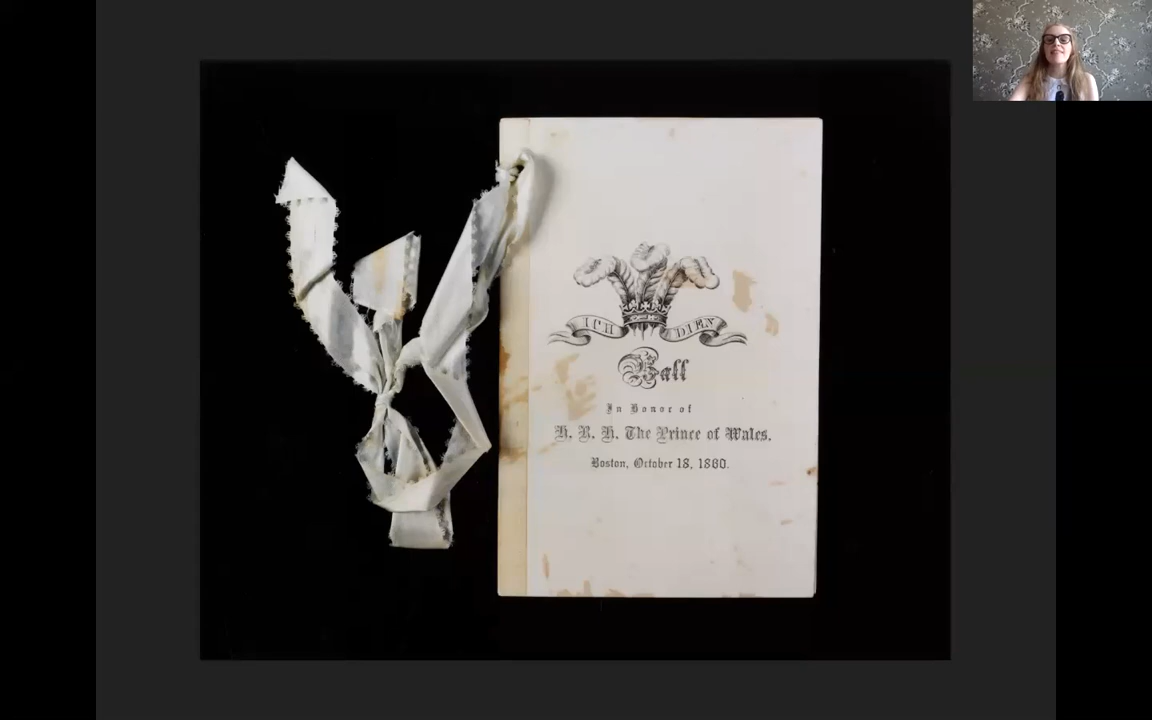 ICH DIEN
Ball
In Honor of
H. R. H. The Prince of Wales.
Boston, October 18, 1860.